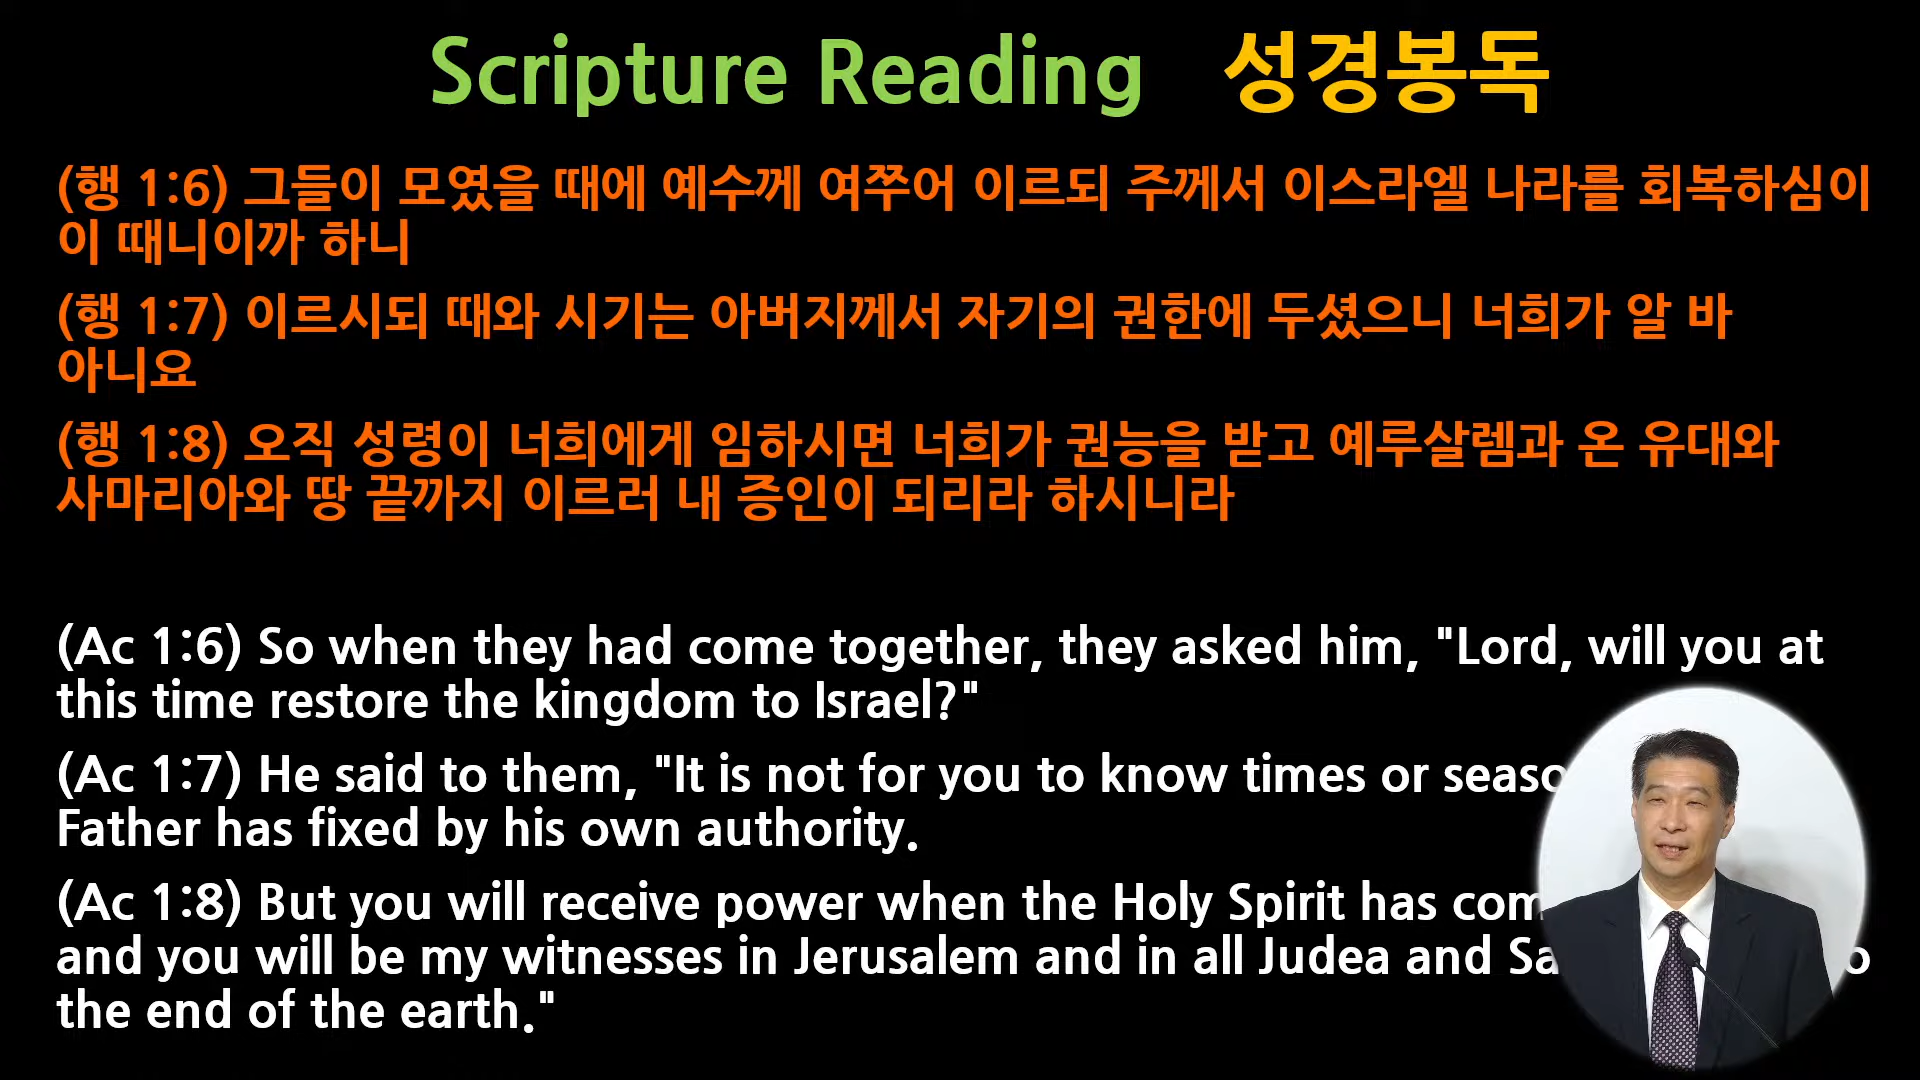 Scripture Reading 성경봉독
(행 1:6) 그들이 모였을 때에 예수께 여쭈어 이르되 주께서 이스라엘 나라를 회복하심이
이 때니이까 하니
(행 1:7) 이르시되 때와 시기는 아버지께서 자기의 권한에 두셨으니 너희가 알 바
아니요
(행 1:8) 오직 성령이 너희에게 임하시면 너희가 권능을 받고 예루살렘과 온 유대와
사마리아와 땅 끝까지 이르러 내 증인이 되리라 하시니라
(Ac 1:6) So when they had come together, they asked him, "Lord, will you at
this time restore the kingdom to Israel?"
(Ac 1:7) He said to them, "It is not for you to know times or
Father has fixed by his own authority.
(Ac 1:8) But you will receive power when the Holy Spirit has
and you will be my witnesses in Jerusalem and in all Judea and
the end of the earth."